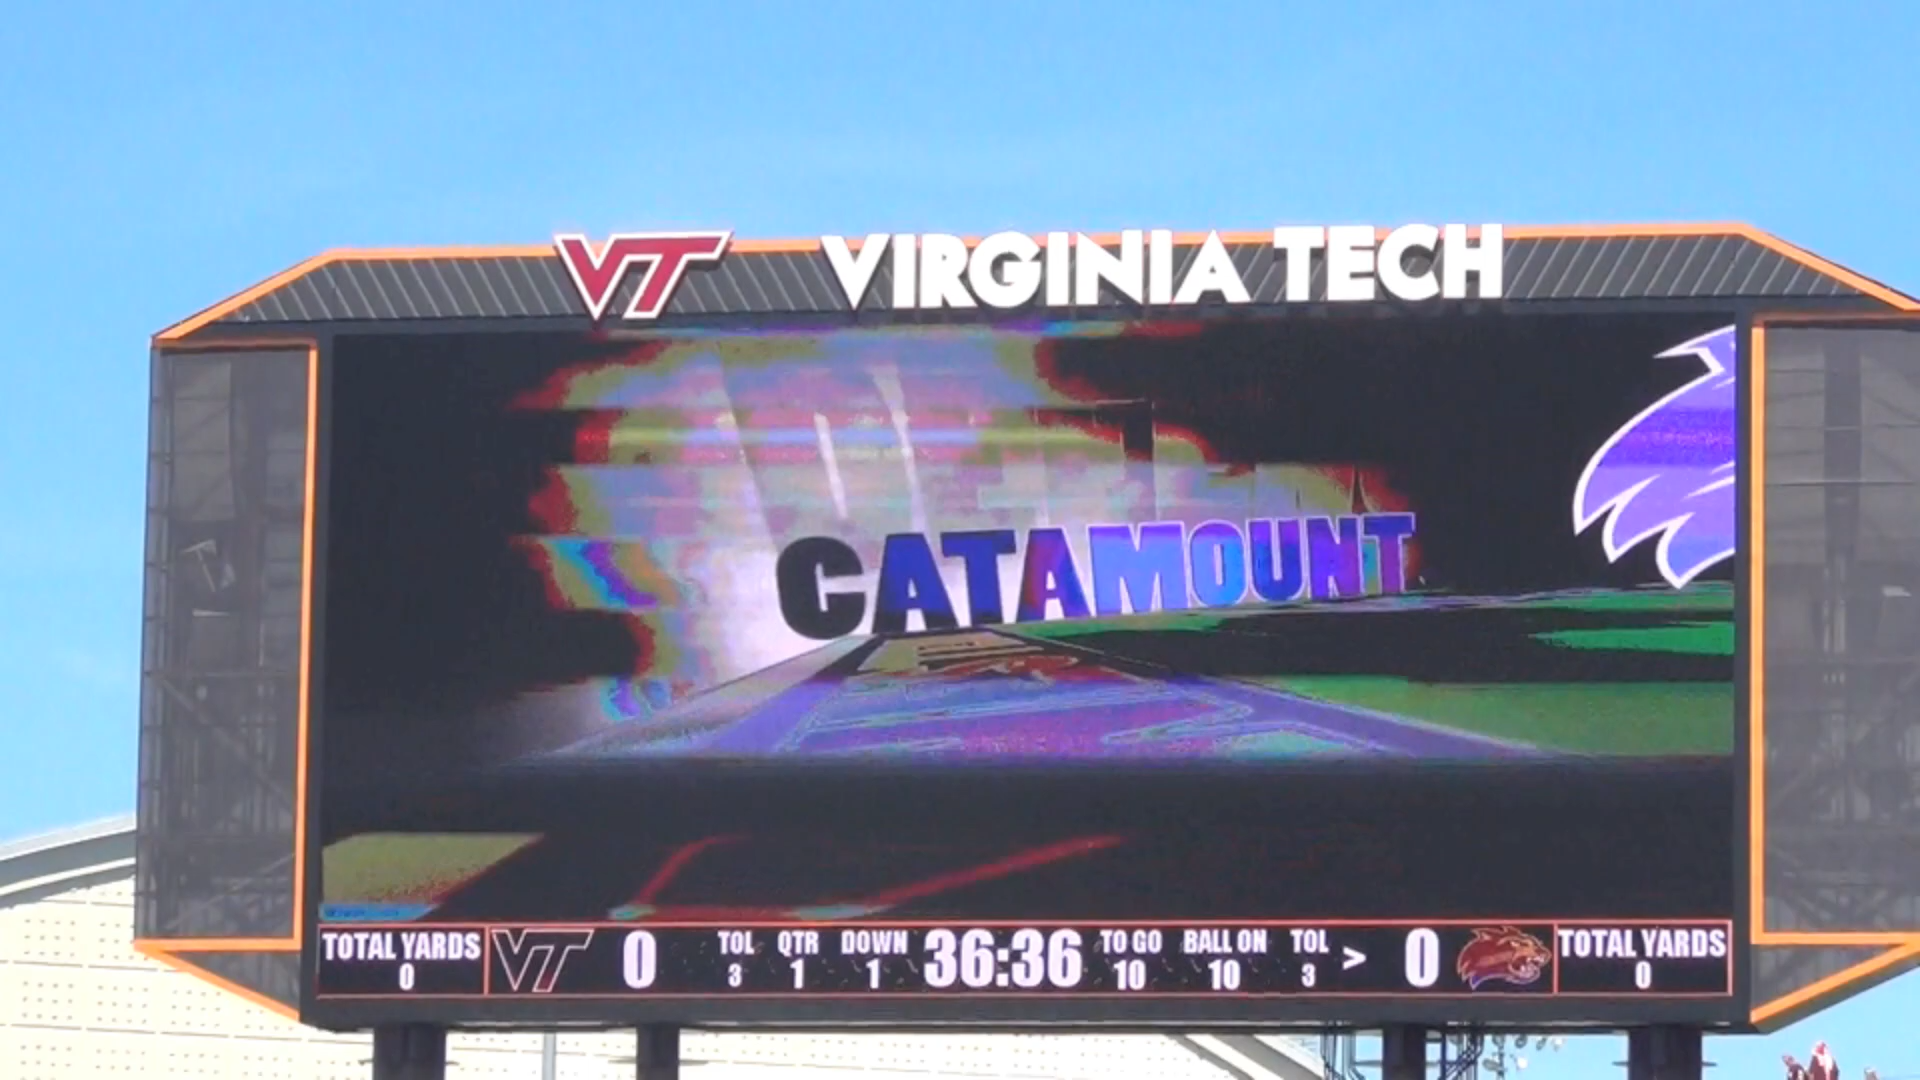 VT VIRGINIA TECH
CATAMOUNT
TOTAL YARDS 0 VT 0 TOL 3 QTR 1 DOWN 1 36:36 TO GO 10 BALL ON 10 TOL 3 > 0 TOTAL YARDS 0